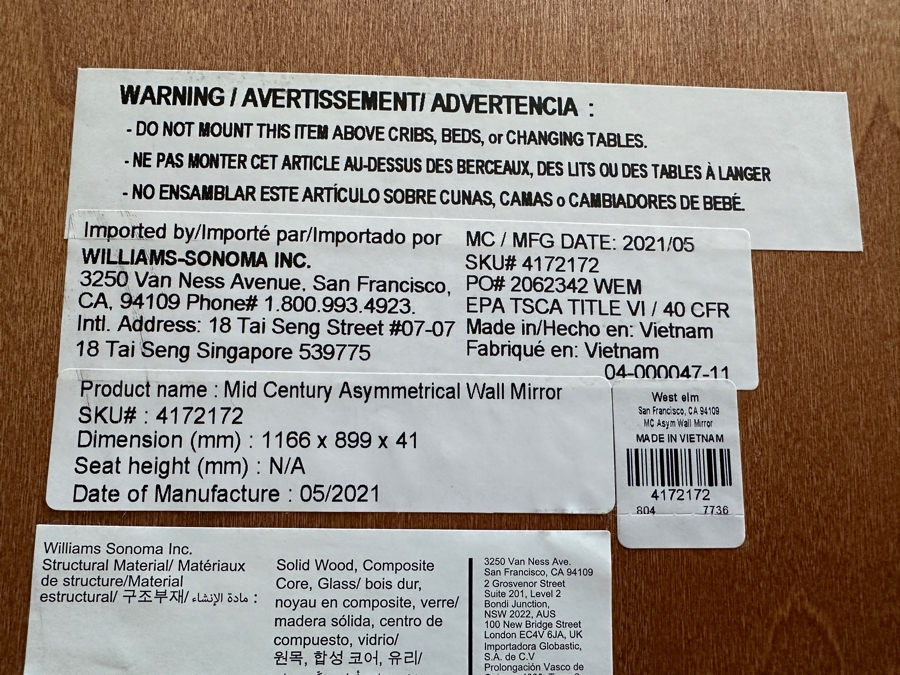 WARNING / AVERTISSEMENT/ ADVERTENCIA :
- DO NOT MOUNT THIS ITEM ABOVE CRIBS, BEDS, or CHANGING TABLES.
- NE PAS MONTER CET ARTICLE AU-DESSUS DES BERCEAUX, DES LITS OU DES TABLES À LANGER
- NO ENSAMBLAR ESTE ARTÍCULO SOBRE CUNAS, CAMAS o CAMBIADORES DE BEBÉ.
Imported by/Importé par/Importado por
WILLIAMS-SONOMA INC.
3250 Van Ness Avenue, San Francisco,
CA, 94109 Phone# 1.800.993.4923.
Intl. Address: 18 Tai Seng Street #07-07
18 Tai Seng Singapore 539775
MC / MFG DATE: 2021/05
SKU# 4172172
PO# 2062342 WEM
EPA TSCA TITLE VI / 40 CFR
Made in/Hecho en: Vietnam
Fabriqué en: Vietnam
04-000047-11
Product name : Mid Century Asymmetrical Wall Mirror
SKU# : 4172172
Dimension (mm) : 1166 x 899 x 41
Seat height (mm) : N/A
Date of Manufacture : 05/2021
West elm
San Francisco, CA 94109
MC Asym Wall Mirror
MADE IN VIETNAM
4172172
804 7736
Williams Sonoma Inc.
Structural Material/ Matériaux
de structure/Material
estructural/ 구조부재/ مادة الإنشاء :
Solid Wood, Composite
Core, Glass/ bois dur,
noyau en composite, verre/
madera sólida, centro de
compuesto, vidrio/
원목, 합성 코어, 유리/
3250 Van Ness Ave.
San Francisco, CA 94109
2 Grosvenor Street
Suite 201, Level 2
Bondi Junction,
NSW 2022, AUS
100 New Bridge Street
London EC4V 6JA, UK
Importadora Globastic,
S.A. de C.V
Prolongación Vasco de